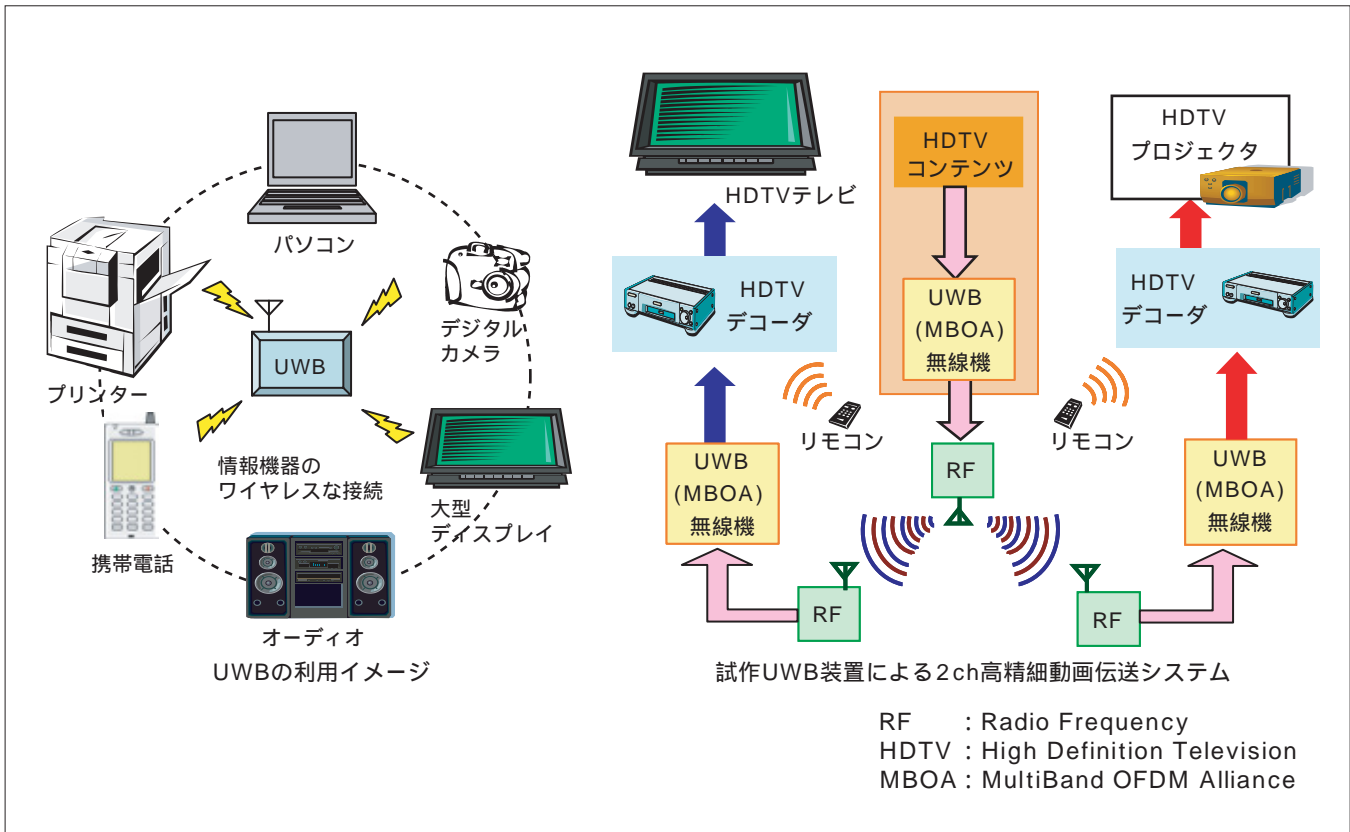 パソコン
デジタル
カメラ
UWB
プリンター
情報機器の
ワイヤレスな接続
大型
ディスプレイ
携帯電話
オーディオ
UWBの利用イメージ
HDTVテレビ
HDTV
デコーダ
リモコン
UWB
(MBOA)
無線機
RF
HDTV
コンテンツ
UWB
(MBOA)
無線機
RF
HDTV
プロジェクタ
HDTV
デコーダ
リモコン
UWB
(MBOA)
無線機
RF
試作UWB装置による2ch高精細動画伝送システム
RF : Radio Frequency
HDTV : High Definition Television
MBOA : MultiBand OFDM Alliance